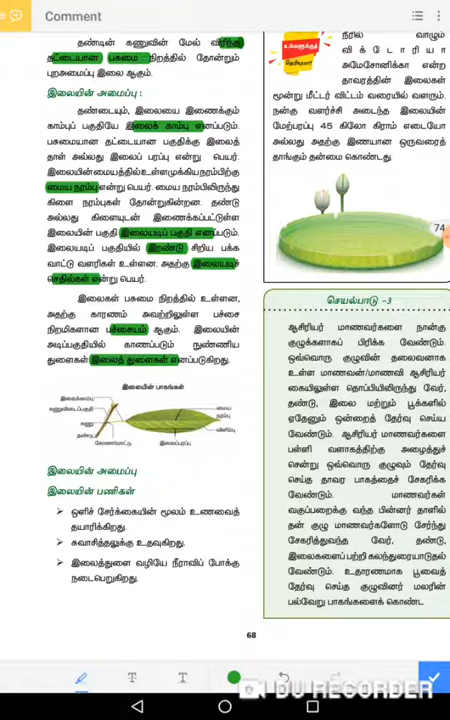 Comment
தண்டின் கணுவின் மேல் விரிந்த
தட்டையான பசுமை நிறத்தில் தோன்றும்
புறஅமைப்பு இலை ஆகும்.
இலையின் அமைப்பு :
தண்டையும், இலையை இணைக்கும்
காம்புப் பகுதியே இலைக் காம்பு எனப்படும்.
பசுமையான தட்டையான பகுதிக்கு இலைத்
தாள் அல்லது இலைப் பரப்பு என்று பெயர்.
இலையின்மையத்தில்உள்ளமுக்கியநரம்பிற்கு
மைய நரம்பு என்று பெயர். மைய நரம்பிலிருந்து
கிளை நரம்புகள் தோன்றுகின்றன. தண்டு
அல்லது கிளையுடன் இணைக்கப்பட்டுள்ள
இலையின் பகுதி இலையடிப் பகுதி எனப்படும்.
இலையடிப் பகுதியில் இரண்டு சிறிய பக்க
வாட்டு வளரிகள் உள்ளன. அதற்கு இலையடிச்
செதில்கள் என்று பெயர்.
இலைகள் பசுமை நிறத்தில் உள்ளன,
அதற்கு காரணம் அவற்றிலுள்ள பச்சை
நிறமிகளான பச்சையம் ஆகும். இலையின்
அடிப்பகுதியில் காணப்படும் நுண்ணிய
துளைகள் இலைத் துளைகள் எனப்படுகிறது.
இலையின் பாகங்கள்
இலைக்காம்பு
கணுவிடைப்பகுதி
கணு
தண்டு
கோணமொட்டு
இலைப்பரப்பு
மைய
நரம்பு
விளிம்பு
இலையின் அமைப்பு
இலையின் பணிகள்
➢ ஒளிச் சேர்க்கையின் மூலம் உணவைத்
தயாரிக்கிறது.
➢ சுவாசித்தலுக்கு உதவுகிறது.
➢ இலைத்துளை வழியே நீராவிப் போக்கு
நடைபெறுகிறது.
உங்களுக்குத்
தெரியுமா?
நீரில் வாழும்
விக்டோரியா
அமேசோனிக்கா என்ற
தாவரத்தின் இலைகள்
மூன்று மீட்டர் விட்டம் வரையில் வளரும்.
நன்கு வளர்ச்சி அடைந்த இலையின்
மேற்பரப்பு 45 கிலோ கிராம் எடையோ
அல்லது அதற்கு இணையான ஒருவரைத்
தாங்கும் தன்மை கொண்டது.
74
செயல்பாடு -3
ஆசிரியர் மாணவர்களை நான்கு
குழுக்களாகப் பிரிக்க வேண்டும்.
ஒவ்வொரு குழுவின் தலைவனாக
உள்ள மாணவன்/மாணவி ஆசிரியர்
கையிலுள்ள தொப்பியிலிருந்து வேர்,
தண்டு, இலை மற்றும் பூக்களில்
ஏதேனும் ஒன்றைத் தேர்வு செய்ய
வேண்டும். ஆசிரியர் மாணவர்களை
பள்ளி வளாகத்திற்கு அழைத்துச்
சென்று ஒவ்வொரு குழுவும் தேர்வு
செய்த தாவர பாகத்தைச் சேகரிக்க
வேண்டும். மாணவர்கள்
வகுப்பறைக்கு வந்த பின்னர் தாளில்
தன் குழு மாணவர்களோடு சேர்ந்து
சேகரித்துவந்த வேர், தண்டு,
இலைகளைப் பற்றி கலந்துரையாடுதல்
வேண்டும். உதாரணமாக பூவைத்
தேர்வு செய்த குழுவினர் மலரின்
பல்வேறு பாகங்களைக் கொண்ட
68
DU RECORDER